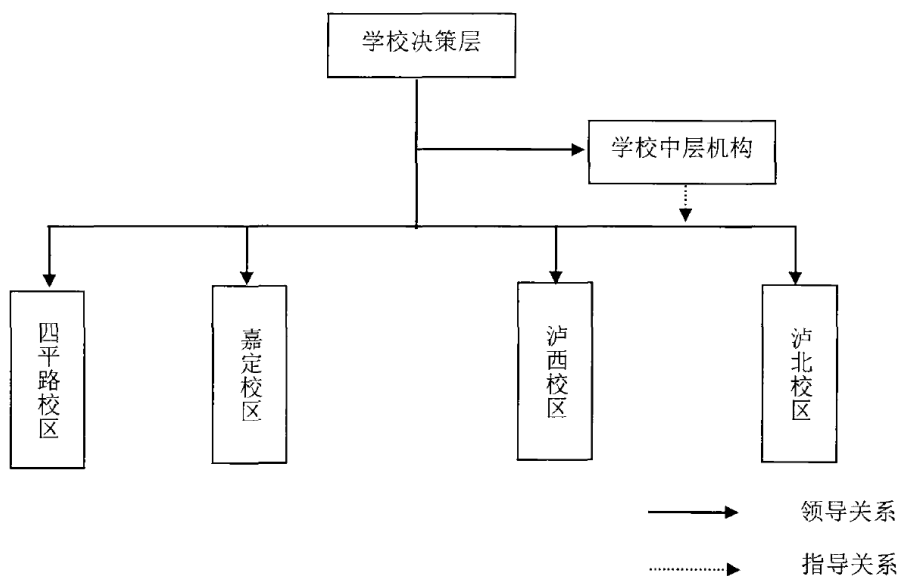 学校决策层
学校中层机构
四平路校区
嘉定校区
泸西校区
泸北校区
领导关系
指导关系